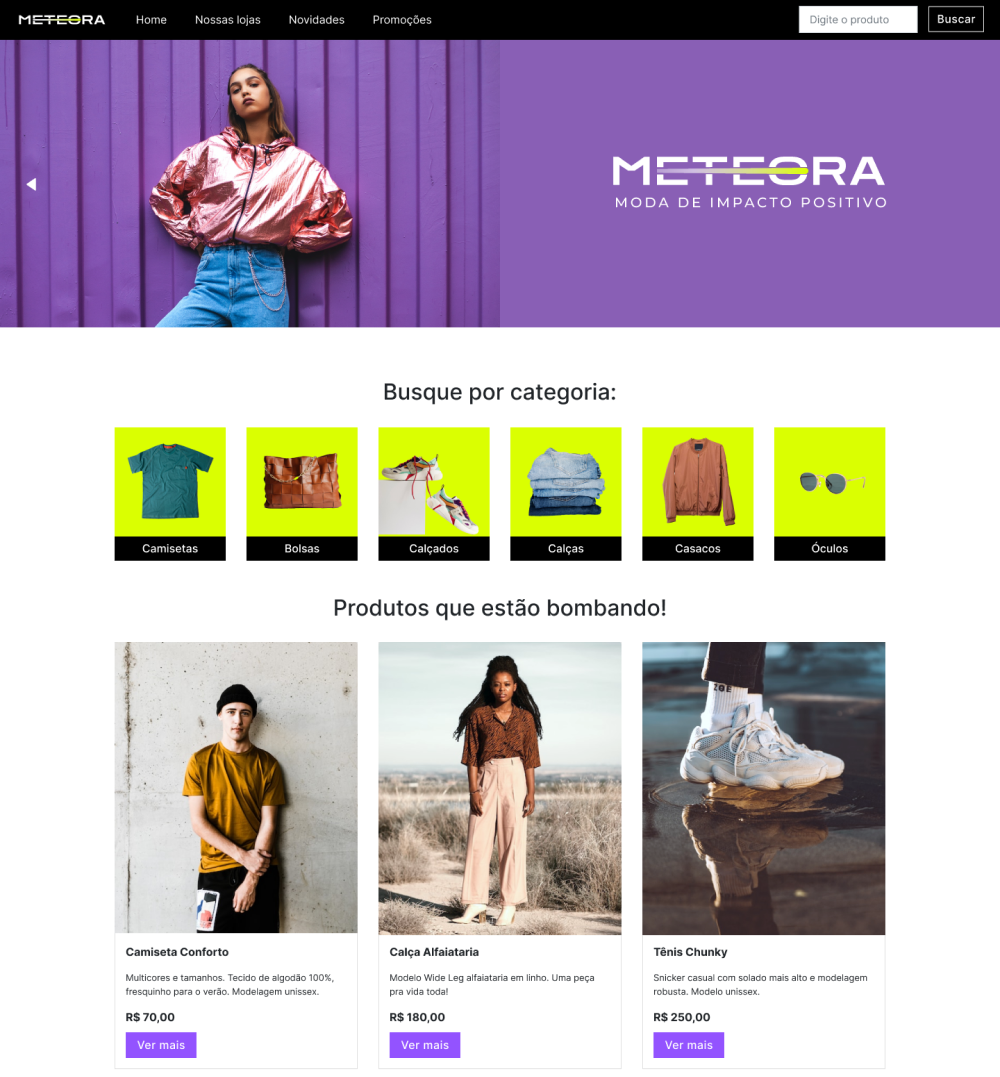 METEORA
Home
Nossas lojas
Novidades
Promoções
Digite o produto
Buscar
METEORA
MODA DE IMPACTO POSITIVO
Busque por categoria:
Camisetas
Bolsas
Calçados
Calças
Casacos
Óculos
Produtos que estão bombando!
ZGE
Camiseta Conforto
Multicores e tamanhos. Tecido de algodão 100%,
fresquinho para o verão. Modelagem unissex.
R$ 70,00
Ver mais
Calça Alfaiataria
Modelo Wide Leg alfaiataria em linho. Uma peça
pra vida toda!
R$ 180,00
Ver mais
Tênis Chunky
Snicker casual com solado mais alto e modelagem
robusta. Modelo unissex.
R$ 250,00
Ver mais